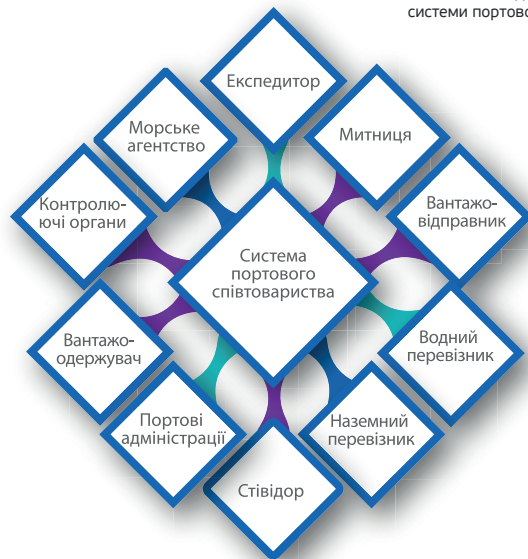 системи портово
Експедитор
Морське
агентство
Митниця
Контролю-
ючі органи
Вантажо-
відправник
Система
портового
співтовариства
Вантажо-
одержувач
Водний
перевізник
Портові
адміністрації
Наземний
перевізник
Стівідор